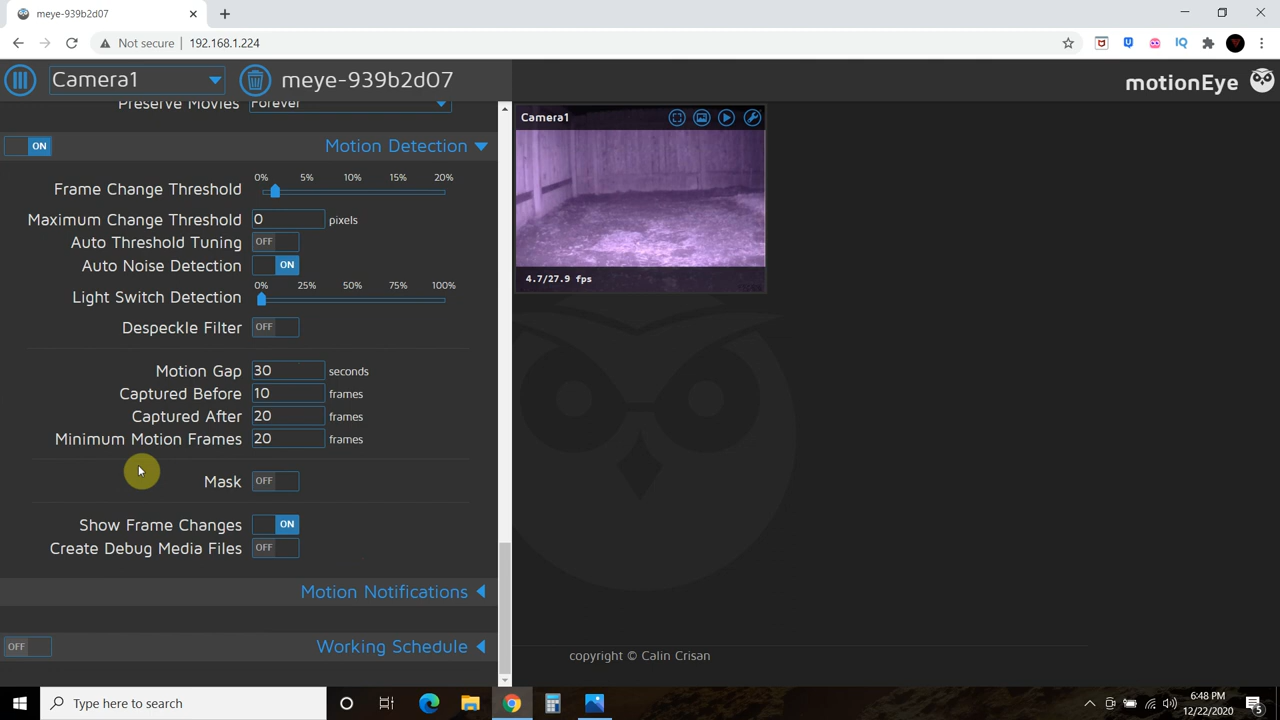 meye-939b2d07
Not secure | 192.168.1.224
IQ
Camera1
meye-939b2d07
motionEye
Preserve Movies Forever
ON Motion Detection
0% 5% 10% 15% 20%
Frame Change Threshold
Maximum Change Threshold 0 pixels
Auto Threshold Tuning OFF
Auto Noise Detection ON
0% 25% 50% 75% 100%
Light Switch Detection
Despeckle Filter OFF
Motion Gap 30 seconds
Captured Before 10 frames
Captured After 20 frames
Minimum Motion Frames 20 frames
Mask OFF
Show Frame Changes ON
Create Debug Media Files OFF
Motion Notifications
OFF Working Schedule
Camera1
4.7/27.9 fps
copyright © Calin Crisan
Type here to search
6:48 PM
12/22/2020
5